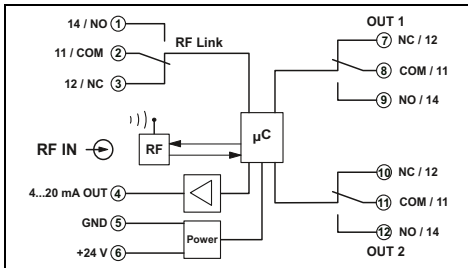 14 / NO 1
OUT 1
11 / COM 2
RF Link
12 / NC 3
7 NC / 12
8 COM / 11
9 NO / 14
µC
RF IN
RF
4...20 mA OUT 4
GND 5
+24 V 6
Power
10 NC / 12
11 COM / 11
12 NO / 14
OUT 2